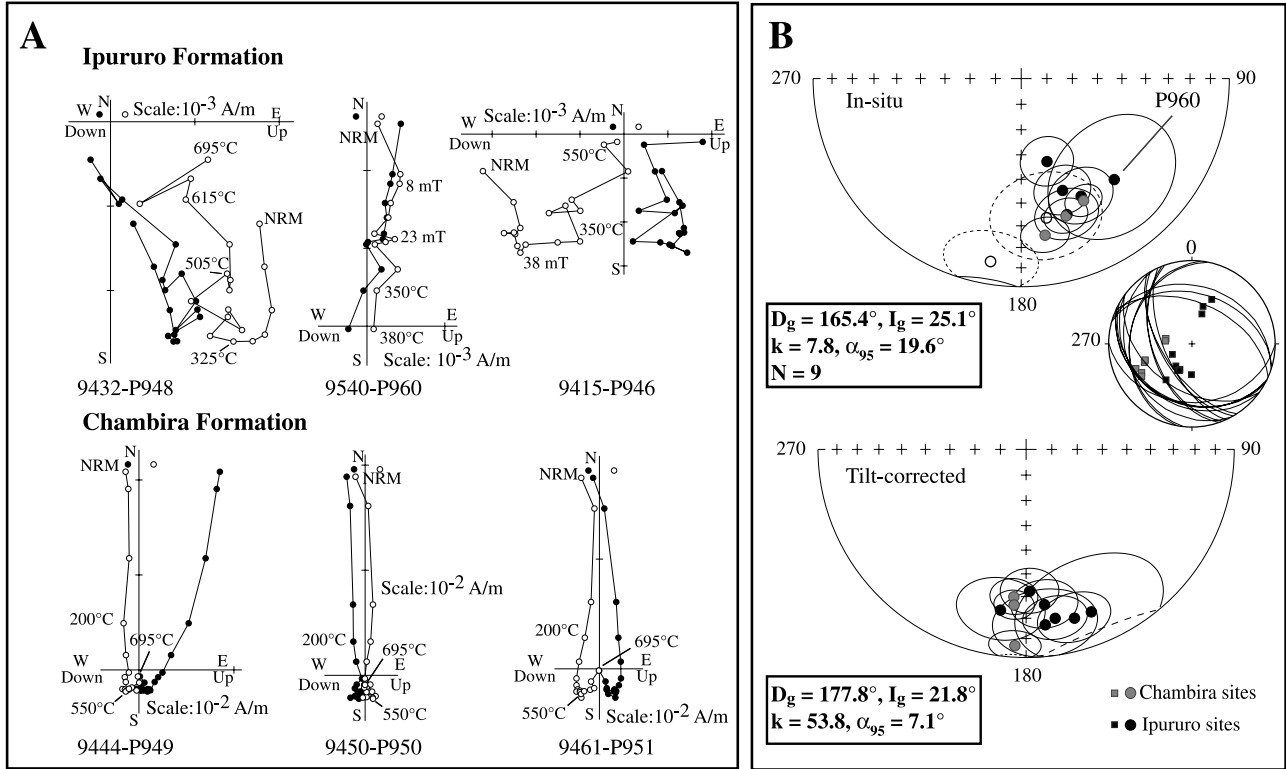 A
Ipururo Formation
N
W
Scale:10-3 A/m
E
Down
Up
695°C
615°C
NRM
505°C
325°C
S
9432-P948
N
NRM
8 mT
23 mT
350°C
W
E
Down
380°C
Up
S
Scale: 10-3 A/m
9540-P960
W
Scale:10-3 A/m
N
E
Down
550°C
Up
NRM
350°C
38 mT
S
9415-P946
Chambira Formation
N
NRM
200°C
695°C
W
E
Down
Up
550°C
Scale:10-2 A/m
S
9444-P949
N
NRM
Scale:10-2 A/m
200°C
695°C
W
E
Down
Up
550°C
S
9450-P950
N
NRM
200°C
695°C
W
E
Down
Up
550°C
Scale:10-2 A/m
S
9461-P951
B
270
90
In-situ
P960
180
Dg = 165.4°, Ig = 25.1°
k = 7.8, α95 = 19.6°
N = 9
0
270
270
90
Tilt-corrected
180
Dg = 177.8°, Ig = 21.8°
k = 53.8, α95 = 7.1°
Chambira sites
Ipururo sites